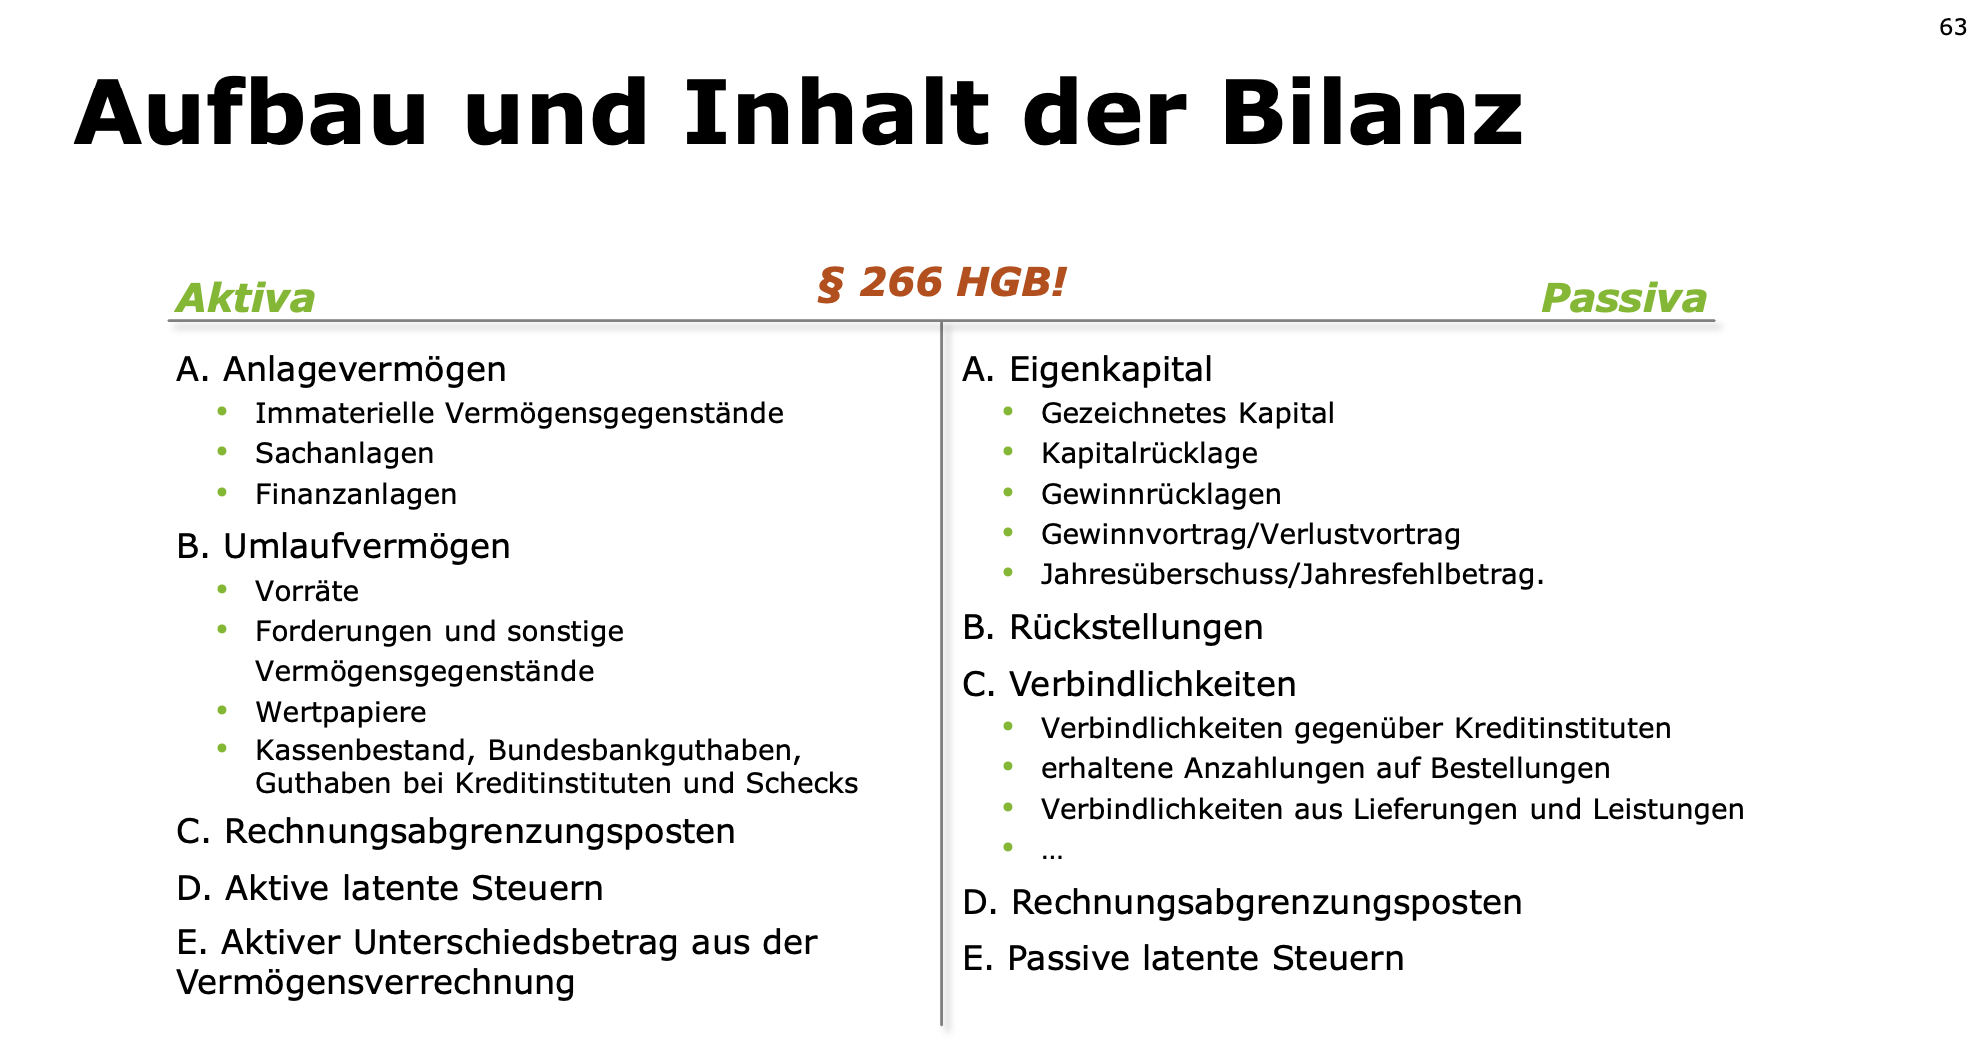 63
Aufbau und Inhalt der Bilanz
§ 266 HGB!
Aktiva
Passiva
A. Anlagevermögen
• Immaterielle Vermögensgegenstände
• Sachanlagen
• Finanzanlagen
B. Umlaufvermögen
• Vorräte
• Forderungen und sonstige
Vermögensgegenstände
• Wertpapiere
• Kassenbestand, Bundesbankguthaben,
Guthaben bei Kreditinstituten und Schecks
C. Rechnungsabgrenzungsposten
D. Aktive latente Steuern
E. Aktiver Unterschiedsbetrag aus der
Vermögensverrechnung
A. Eigenkapital
• Gezeichnetes Kapital
• Kapitalrücklage
• Gewinnrücklagen
• Gewinnvortrag/Verlustvortrag
• Jahresüberschuss/Jahresfehlbetrag.
B. Rückstellungen
C. Verbindlichkeiten
• Verbindlichkeiten gegenüber Kreditinstituten
• erhaltene Anzahlungen auf Bestellungen
• Verbindlichkeiten aus Lieferungen und Leistungen
• …
D. Rechnungsabgrenzungsposten
E. Passive latente Steuern